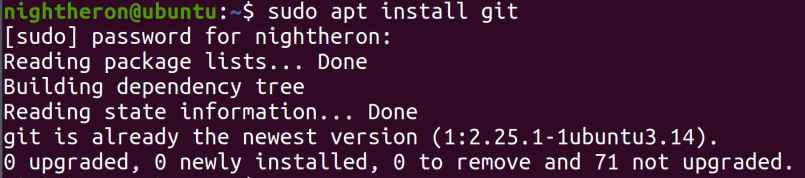 nightheron@ubuntu:~$ sudo apt install git
[sudo] password for nightheron:
Reading package lists... Done
Building dependency tree
Reading state information... Done
git is already the newest version (1:2.25.1-1ubuntu3.14).
0 upgraded, 0 newly installed, 0 to remove and 71 not upgraded.